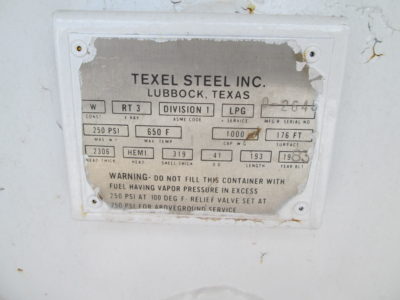 TEXEL STEEL INC.
LUBBOCK, TEXAS
W RT 3 DIVISION 1 LPG P-2646
CONST X RAY ASME CODE SERVICE MFG'R SERIAL NO
250 PSI 650 F 1000 176 FT
MAX TEMP CAP W G SURFACE
2306 HEMI 319 41 193 1983
HEAD THICK HEAD SHELL THICK O D LENGTH YEAR BLT
WARNING- DO NOT FILL THIS CONTAINER WITH
FUEL HAVING VAPOR PRESSURE IN EXCESS
250 PSI AT 100 DEG F. RELIEF VALVE SET AT
250 PSI FOR ABOVEGROUND SERVICE